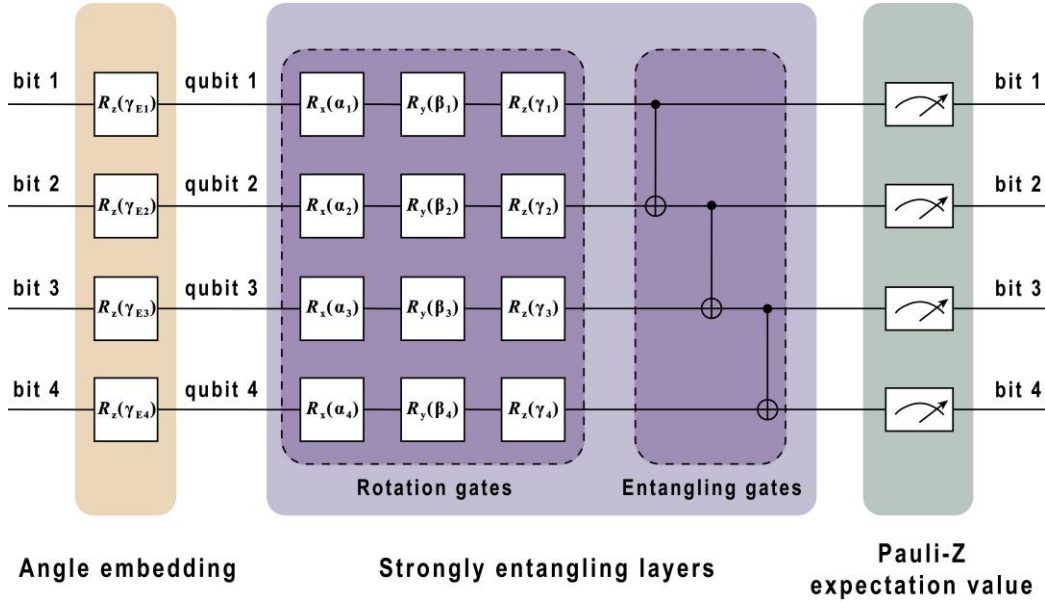 bit 1 qubit 1 bit 1
R_z(γ_E1) R_x(α_1) R_y(β_1) R_z(γ_1)
bit 2 qubit 2 bit 2
R_z(γ_E2) R_x(α_2) R_y(β_2) R_z(γ_2)
bit 3 qubit 3 bit 3
R_z(γ_E3) R_x(α_3) R_y(β_3) R_z(γ_3)
bit 4 qubit 4 bit 4
R_z(γ_E4) R_x(α_4) R_y(β_4) R_z(γ_4)
Rotation gates Entangling gates
Angle embedding
Strongly entangling layers
Pauli-Z
expectation value